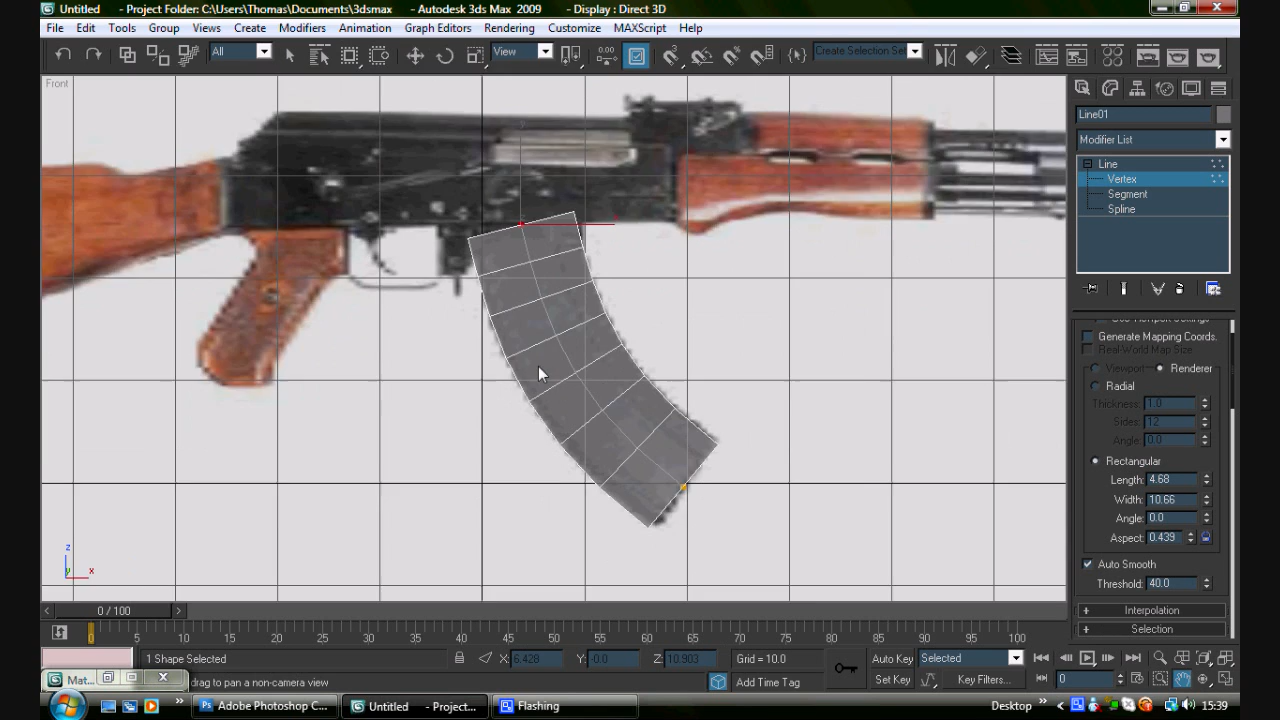 Untitled - Project Folder: C:\Users\Thomas\Documents\3dsmax - Autodesk 3ds Max 2009 - Display : Direct 3D
File Edit Tools Group Views Create Modifiers Animation Graph Editors Rendering Customize MAXScript Help
All View 0.00 Create Selection Set
Front
Line01
Modifier List
Line
Vertex
Segment
Spline
Generate Mapping Coords.
Real-World Map Size
Viewport Renderer
Radial
Thickness: 1.0
Sides: 12
Angle: 0.0
Rectangular
Length: 4.68
Width: 10.66
Angle: 0.0
Aspect: 0.439
Auto Smooth
Threshold: 40.0
+ Interpolation
+ Selection
z
y x
< 0 / 100 >
0 5 10 15 20 25 30 35 40 45 50 55 60 65 70 75 80 85 90 95 100
1 Shape Selected X: 6.428 Y: -0.0 Z: 10.903 Grid = 10.0 Auto Key Selected
Mat... drag to pan a non-camera view Add Time Tag Set Key Key Filters... 0
Adobe Photoshop C... Untitled - Projec... Flashing Desktop 15:39